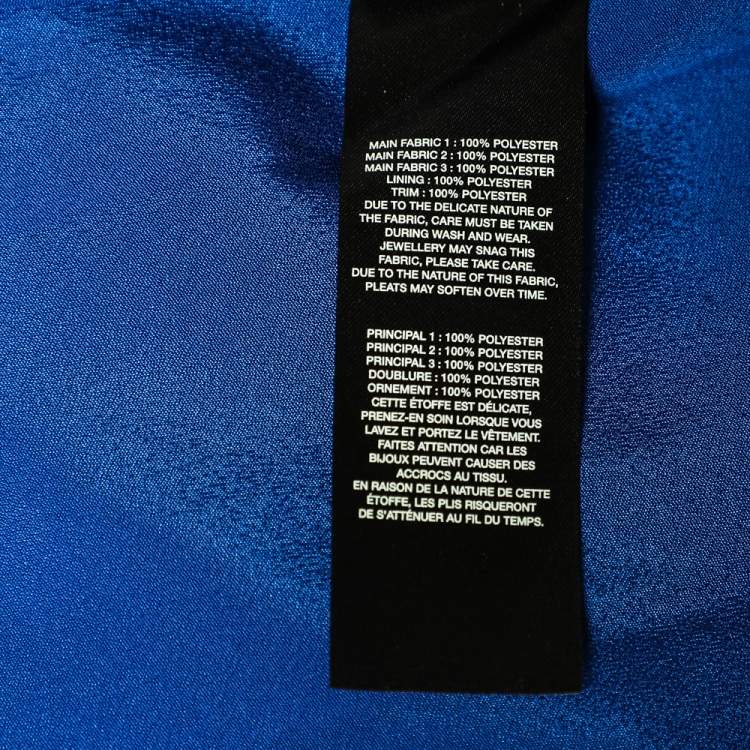 MAIN FABRIC 1 : 100% POLYESTER
MAIN FABRIC 2 : 100% POLYESTER
MAIN FABRIC 3 : 100% POLYESTER
LINING : 100% POLYESTER
TRIM : 100% POLYESTER
DUE TO THE DELICATE NATURE OF
THE FABRIC, CARE MUST BE TAKEN
DURING WASH AND WEAR.
JEWELLERY MAY SNAG THIS
FABRIC, PLEASE TAKE CARE.
DUE TO THE NATURE OF THIS FABRIC,
PLEATS MAY SOFTEN OVER TIME.
PRINCIPAL 1 : 100% POLYESTER
PRINCIPAL 2 : 100% POLYESTER
PRINCIPAL 3 : 100% POLYESTER
DOUBLURE : 100% POLYESTER
ORNEMENT : 100% POLYESTER
CETTE ÉTOFFE EST DÉLICATE,
PRENEZ-EN SOIN LORSQUE VOUS
LAVEZ ET PORTEZ LE VÊTEMENT.
FAITES ATTENTION CAR LES
BIJOUX PEUVENT CAUSER DES
ACCROCS AU TISSU.
EN RAISON DE LA NATURE DE CETTE
ÉTOFFE, LES PLIS RISQUERONT
DE S'ATTÉNUER AU FIL DU TEMPS.